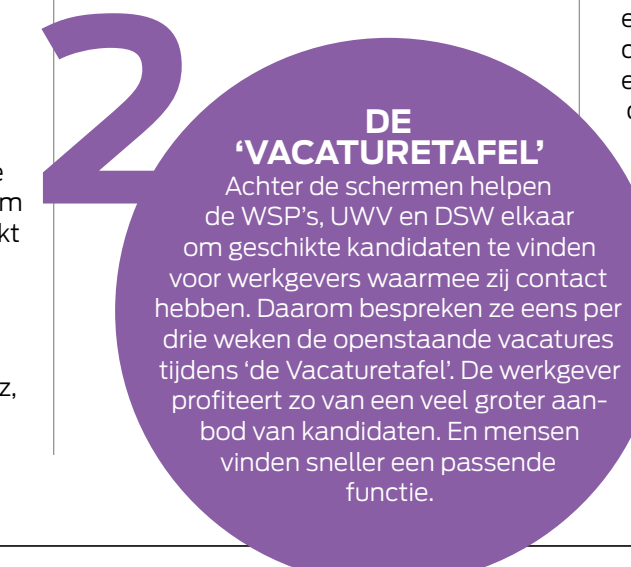 2
DE
‘VACATURETAFEL’
Achter de schermen helpen
de WSP’s, UWV en DSW elkaar
om geschikte kandidaten te vinden
voor werkgevers waarmee zij contact
hebben. Daarom bespreken ze eens per
drie weken de openstaande vacatures
tijdens ‘de Vacaturetafel’. De werkgever
profiteert zo van een veel groter aan-
bod van kandidaten. En mensen
vinden sneller een passende
functie.